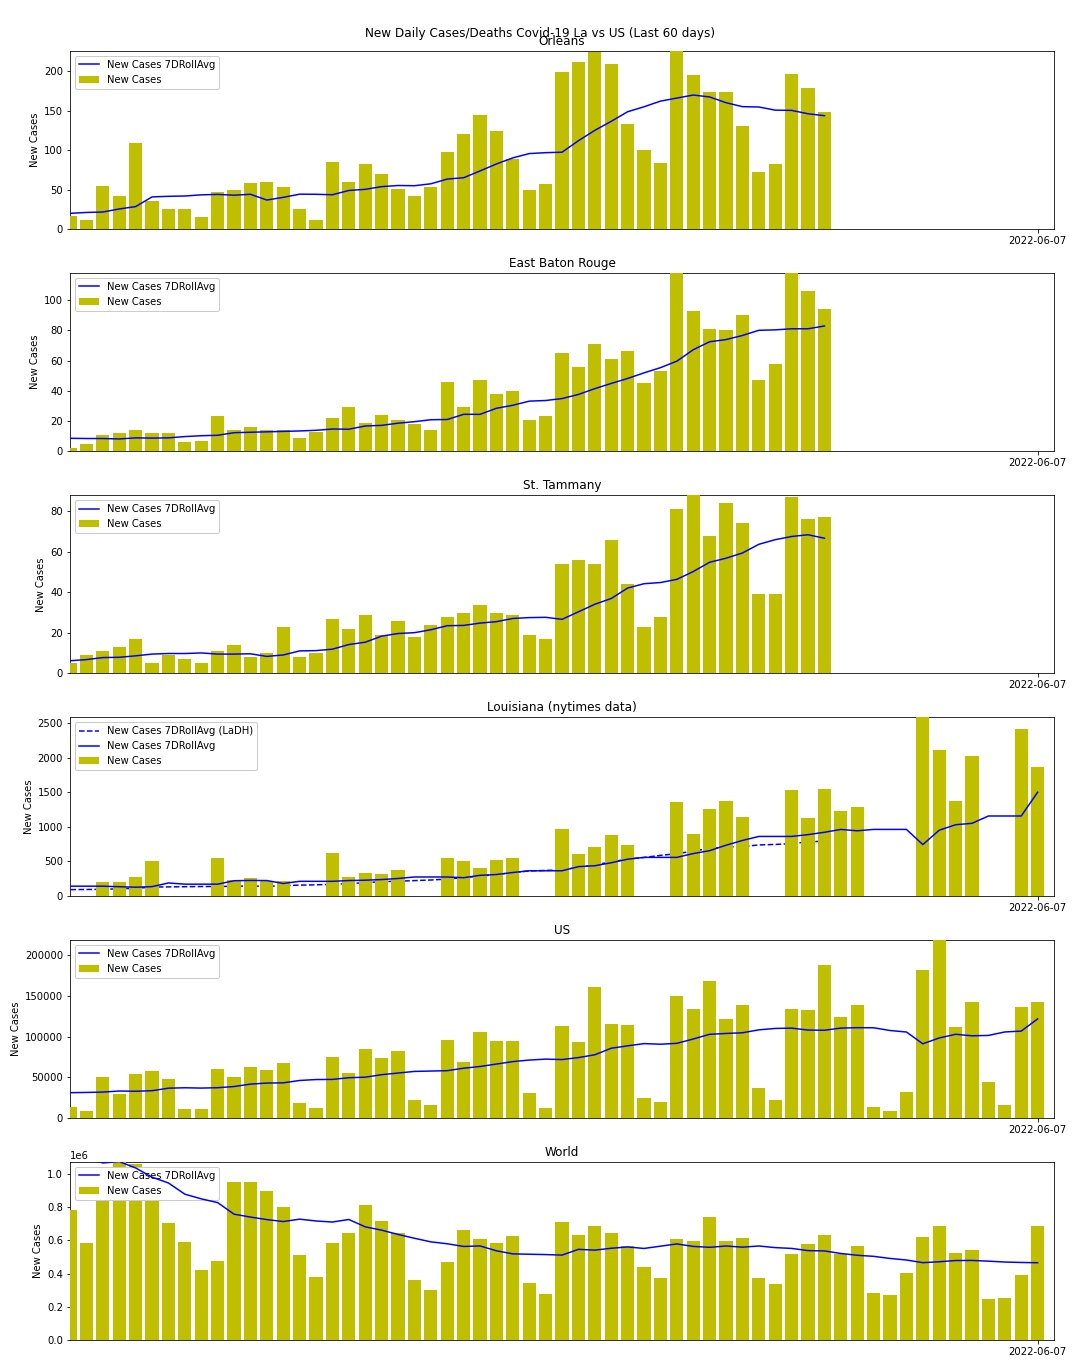 New Daily Cases/Deaths Covid-19 La vs US (Last 60 days)
Orleans
New Cases 7DRollAvg
New Cases
New Cases
200
150
100
50
0
2022-06-07
East Baton Rouge
New Cases 7DRollAvg
New Cases
New Cases
100
80
60
40
20
0
2022-06-07
St. Tammany
New Cases 7DRollAvg
New Cases
New Cases
80
60
40
20
0
2022-06-07
Louisiana (nytimes data)
New Cases 7DRollAvg (LaDH)
New Cases 7DRollAvg
New Cases
New Cases
2500
2000
1500
1000
500
0
2022-06-07
US
New Cases 7DRollAvg
New Cases
New Cases
200000
150000
100000
50000
0
2022-06-07
World
1e6
New Cases 7DRollAvg
New Cases
New Cases
1.0
0.8
0.6
0.4
0.2
0.0
2022-06-07